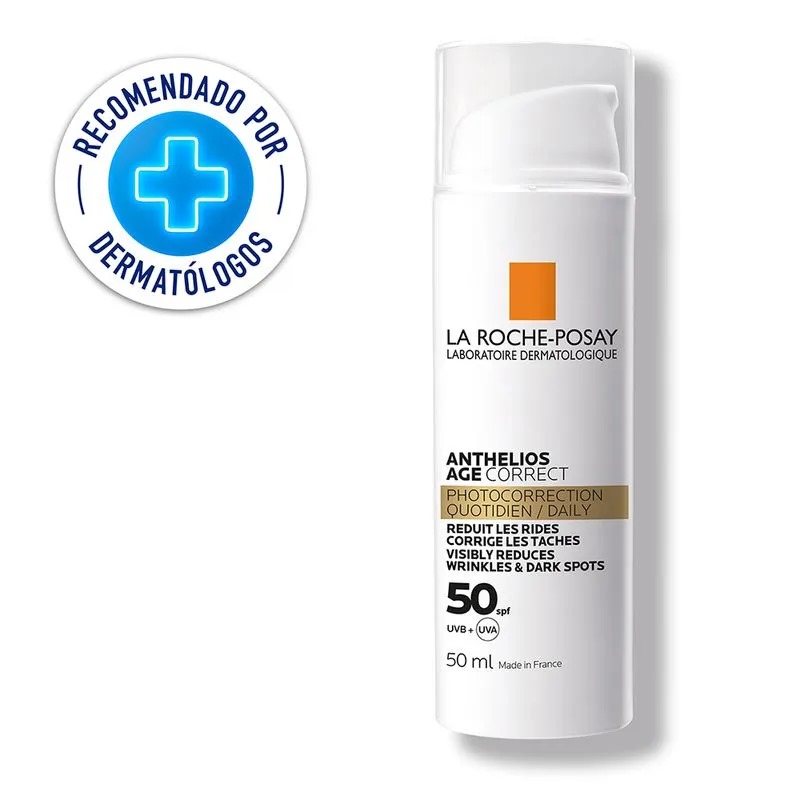 RECOMENDADO POR
DERMATÓLOGOS
LA ROCHE-POSAY
LABORATOIRE DERMATOLOGIQUE
ANTHELIOS
AGE CORRECT
PHOTOCORRECTION
QUOTIDIEN / DAILY
REDUIT LES RIDES
CORRIGE LES TACHES
VISIBLY REDUCES
WRINKLES & DARK SPOTS
50 spf
UVB + UVA
50 ml Made in France